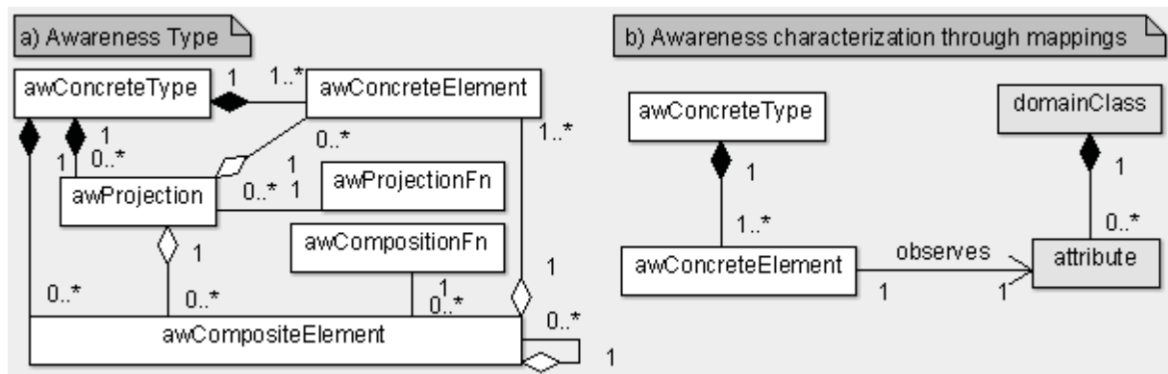 a) Awareness Type
awConcreteType
1
1..*
awConcreteElement
1
1
0..*
0..*
1
1..*
awProjection
0..*
1
awProjectionFn
1
awCompositionFn
0..*
0..*
1
0..*
1
0..*
awCompositeElement
1
b) Awareness characterization through mappings
awConcreteType
domainClass
1
1
1..*
0..*
awConcreteElement
observes
attribute
1
1